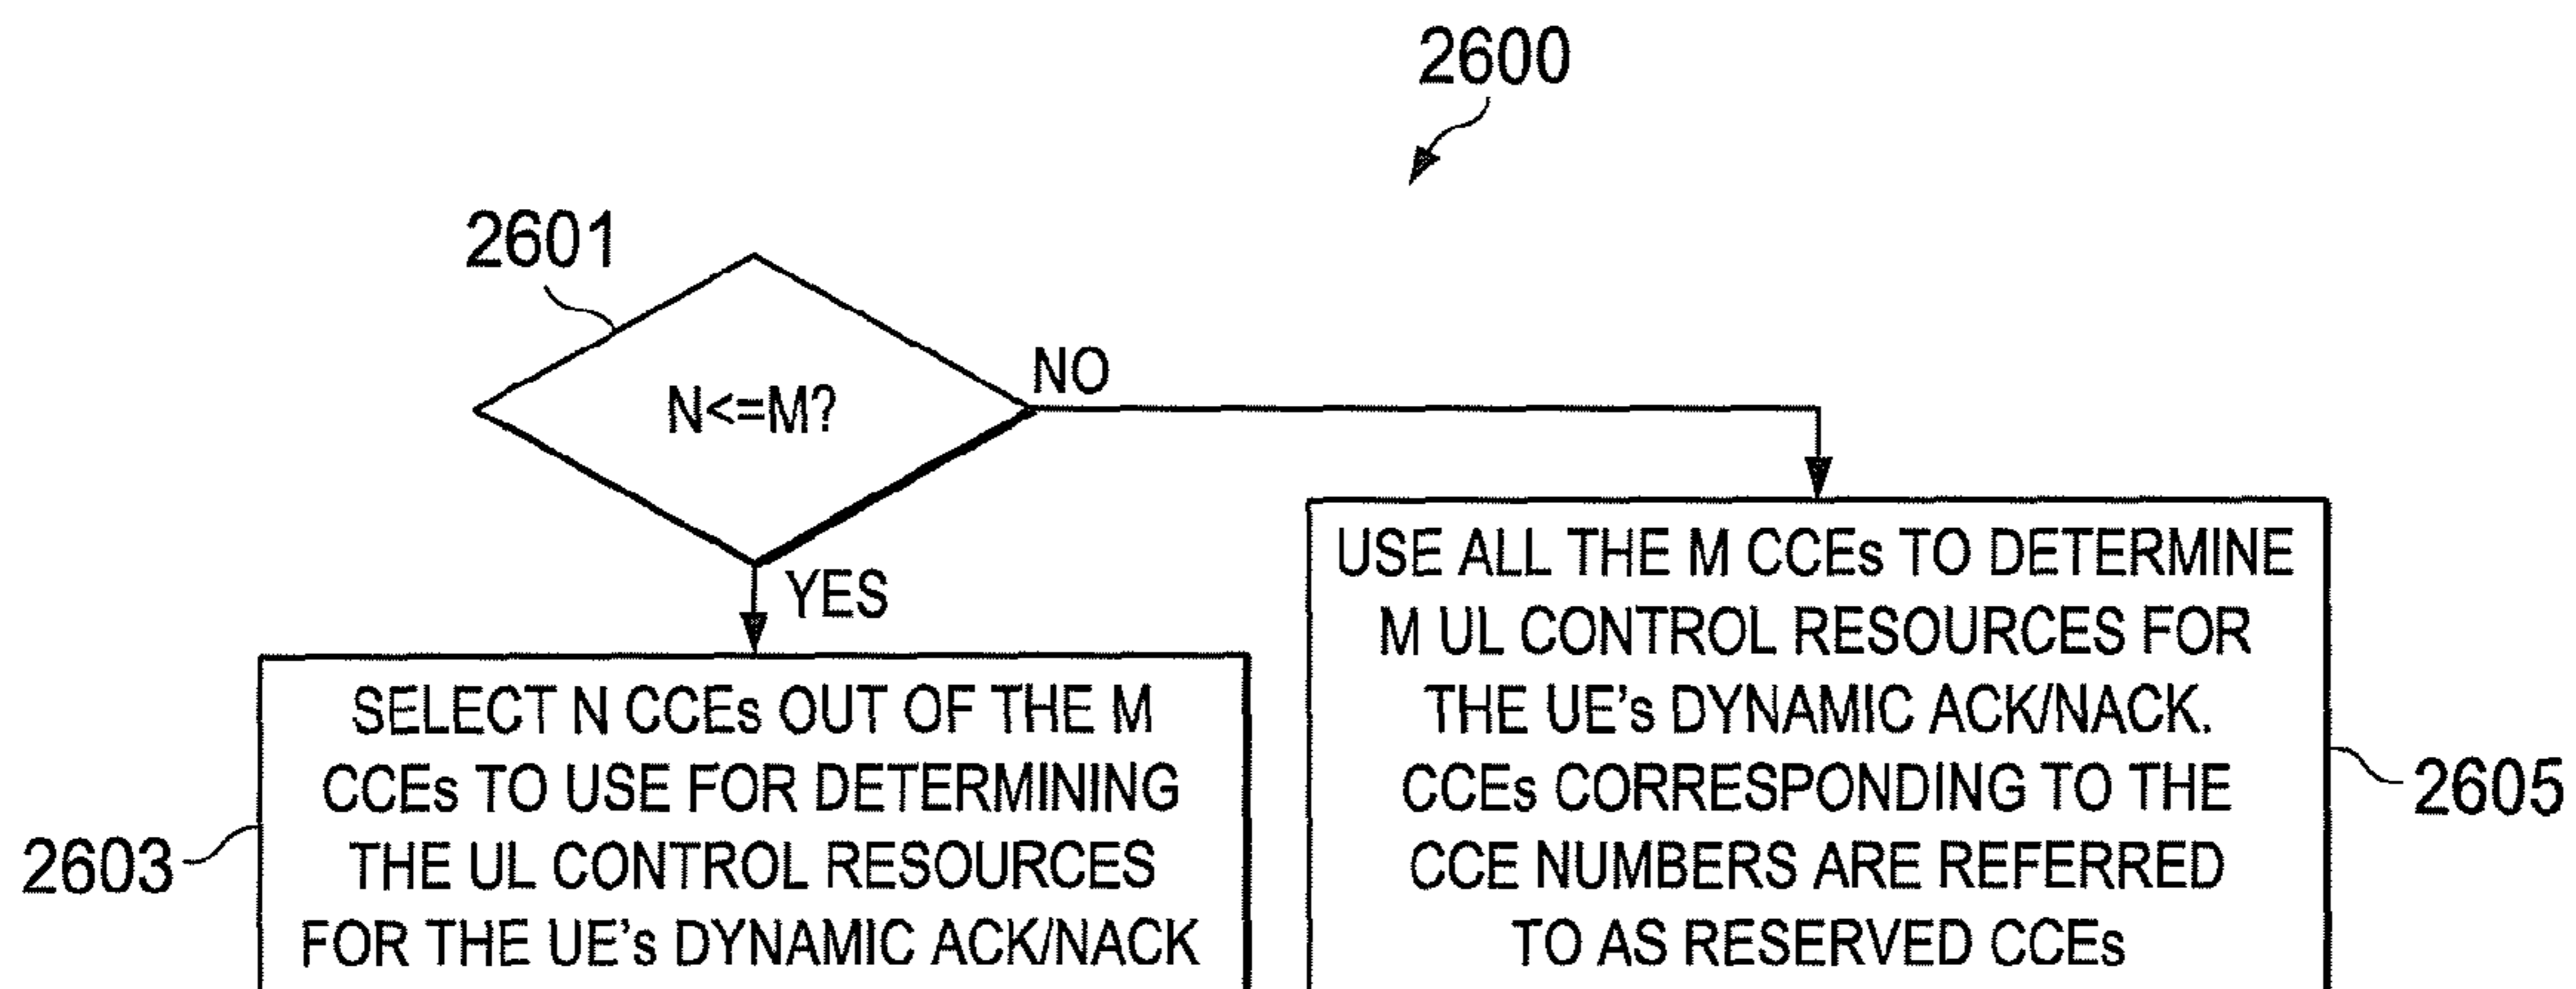 2600
2601
N<=M?
NO
YES
SELECT N CCEs OUT OF THE M
CCEs TO USE FOR DETERMINING
THE UL CONTROL RESOURCES
FOR THE UE's DYNAMIC ACK/NACK
2603
USE ALL THE M CCEs TO DETERMINE
M UL CONTROL RESOURCES FOR
THE UE's DYNAMIC ACK/NACK.
CCEs CORRESPONDING TO THE
CCE NUMBERS ARE REFERRED
TO AS RESERVED CCEs
2605